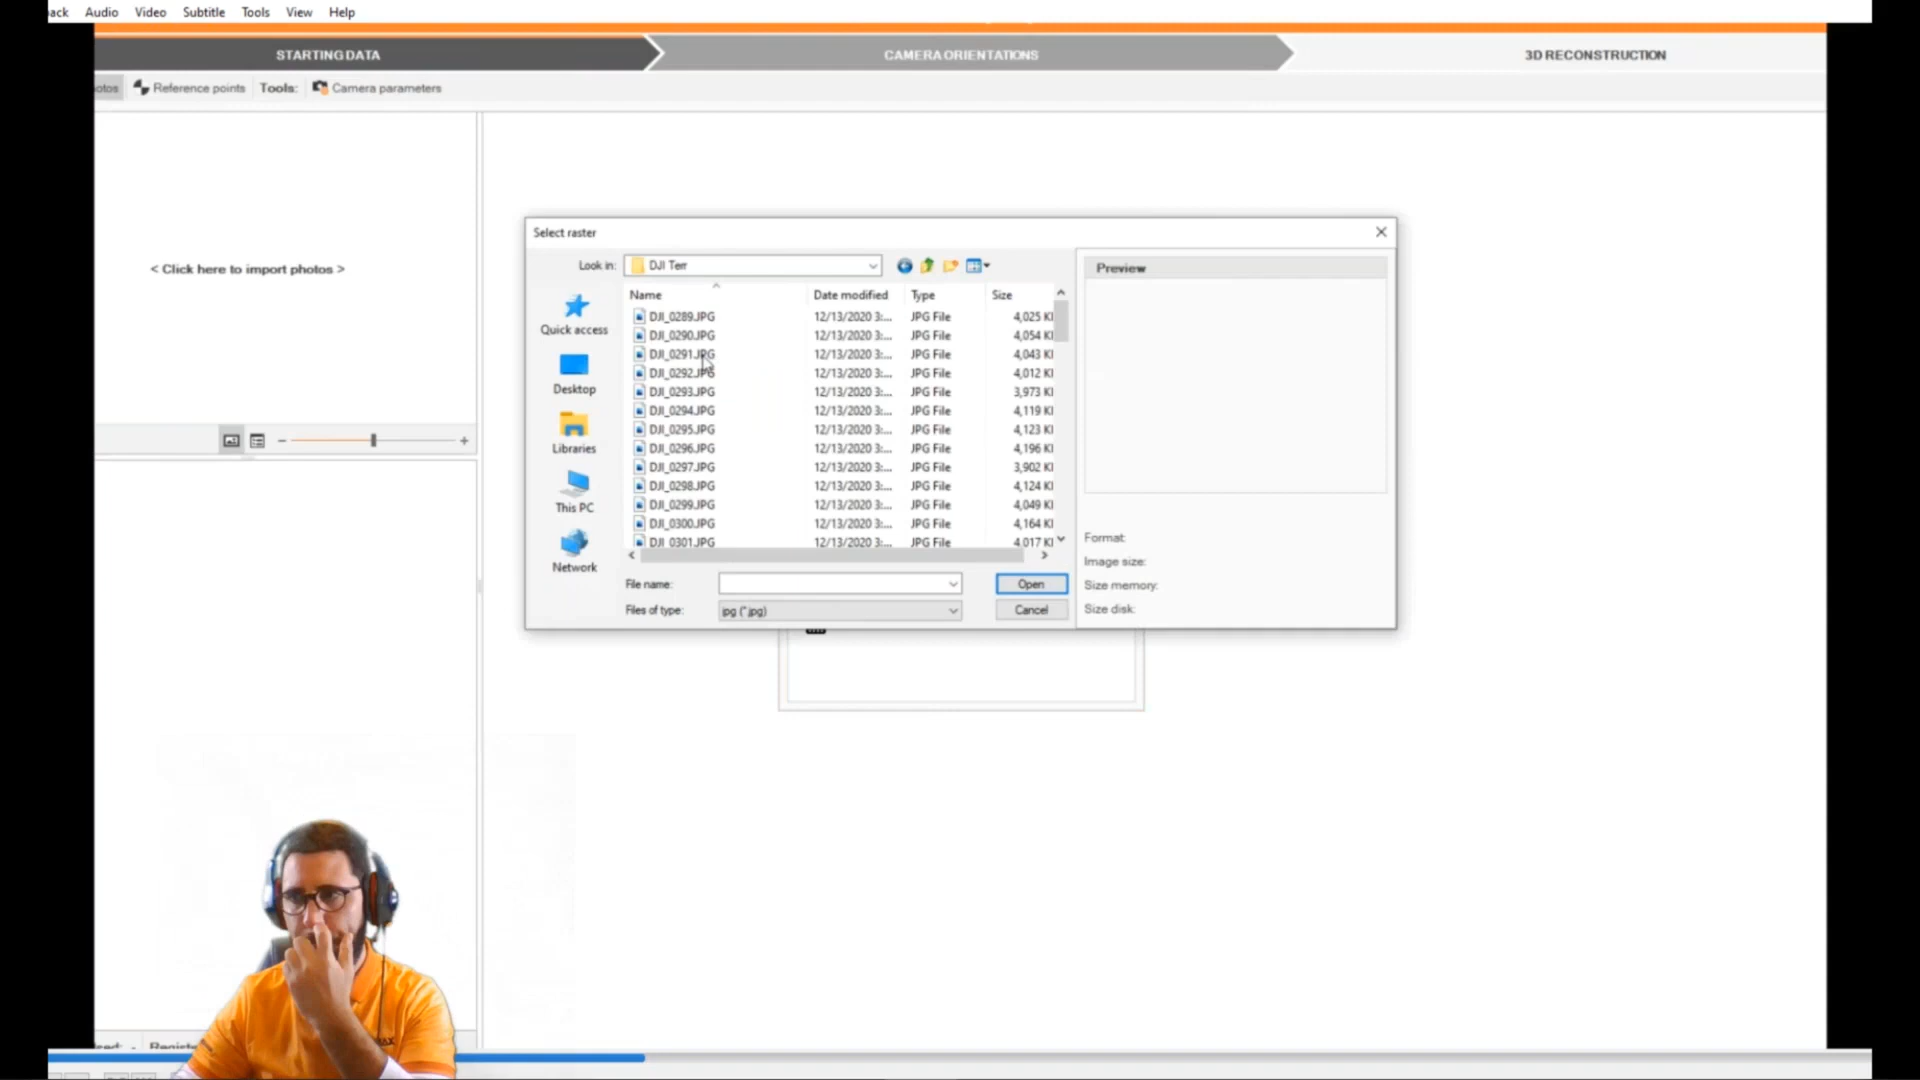 ack Audio Video Subtitle Tools View Help
STARTING DATA CAMERA ORIENTATIONS 3D RECONSTRUCTION
otos Reference points Tools: Camera parameters
< Click here to import photos >
Select raster
Look in: DJI Terr
Preview
Name Date modified Type Size
DJI_0289.JPG 12/13/2020 3:... JPG File 4,025 KI
DJI_0290.JPG 12/13/2020 3:... JPG File 4,054 KI
DJI_0291.JPG 12/13/2020 3:... JPG File 4,043 KI
DJI_0292.JPG 12/13/2020 3:... JPG File 4,012 KI
DJI_0293.JPG 12/13/2020 3:... JPG File 3,973 KI
DJI_0294.JPG 12/13/2020 3:... JPG File 4,119 KI
DJI_0295.JPG 12/13/2020 3:... JPG File 4,123 KI
DJI_0296.JPG 12/13/2020 3:... JPG File 4,196 KI
DJI_0297.JPG 12/13/2020 3:... JPG File 3,902 KI
DJI_0298.JPG 12/13/2020 3:... JPG File 4,124 KI
DJI_0299.JPG 12/13/2020 3:... JPG File 4,049 KI
DJI_0300.JPG 12/13/2020 3:... JPG File 4,164 KI
DJI_0301.JPG 12/13/2020 3:... JPG File 4,017 KI
Quick access
Desktop
Libraries
This PC
Network
File name: Open
Files of type: jpg (*.jpg) Cancel
Format:
Image size:
Size memory:
Size disk: